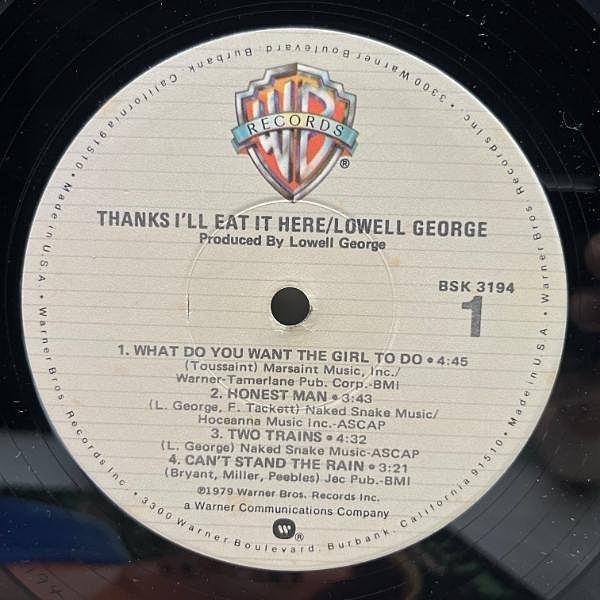 WB
RECORDS
®
THANKS I'LL EAT IT HERE/LOWELL GEORGE
Produced By Lowell George
BSK 3194
1
1. WHAT DO YOU WANT THE GIRL TO DO • 4:45
(Toussaint) Marsaint Music, Inc./
Warner-Tamerlane Pub. Corp.-BMI
2. HONEST MAN • 3:43
(L. George, F. Tackett) Naked Snake Music/
Hoceanna Music Inc.-ASCAP
3. TWO TRAINS • 4:32
(L. George) Naked Snake Music-ASCAP
4. CAN'T STAND THE RAIN • 3:21
(Bryant, Miller, Peebles) Jec Pub.-BMI
℗1979 Warner Bros. Records Inc.
a Warner Communications Company
W ®
• Made in U.S.A. • Warner Bros. Records Inc. • 3300 Warner Boulevard, Burbank, California 91510 • Made in U.S.A. • Warner Bros. Records Inc. • 3300 Warner Boulevard, Burbank, California 91510